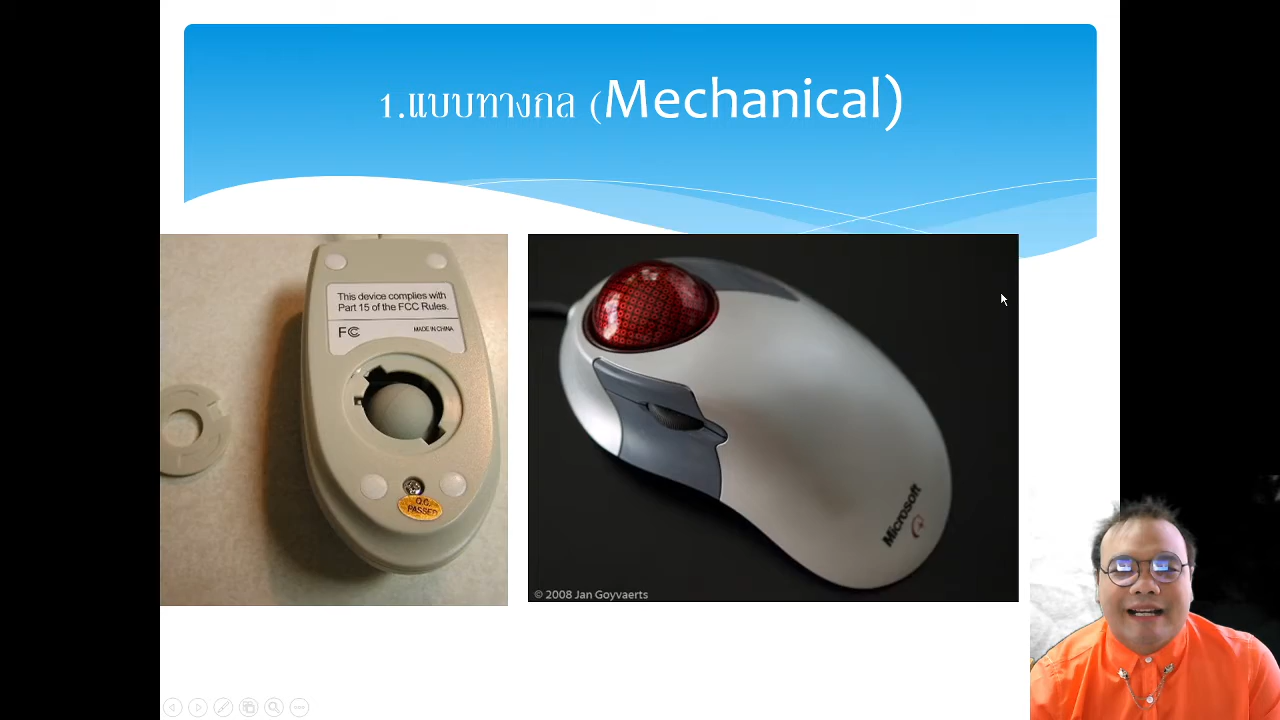 1.แบบทางกล (Mechanical)
This device complies with
Part 15 of the FCC Rules.
FC
MADE IN CHINA
Q.C.
PASSED
Microsoft
© 2008 Jan Goyvaerts